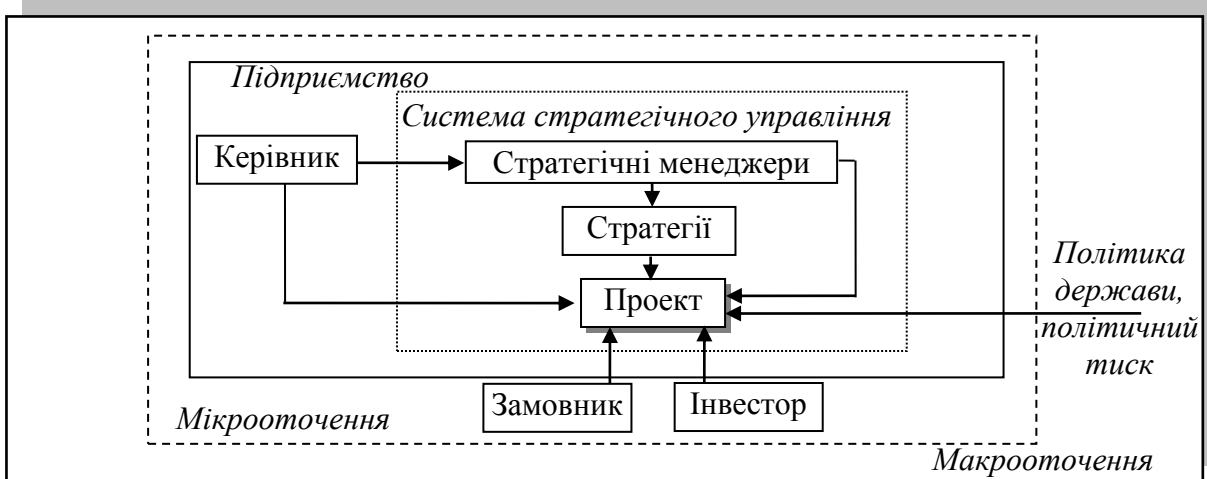 Підприємство
Система стратегічного управління
Керівник
Стратегічні менеджери
Стратегії
Проект
Політика
держави,
політичний
тиск
Замовник
Інвестор
Мікрооточення
Макрооточення